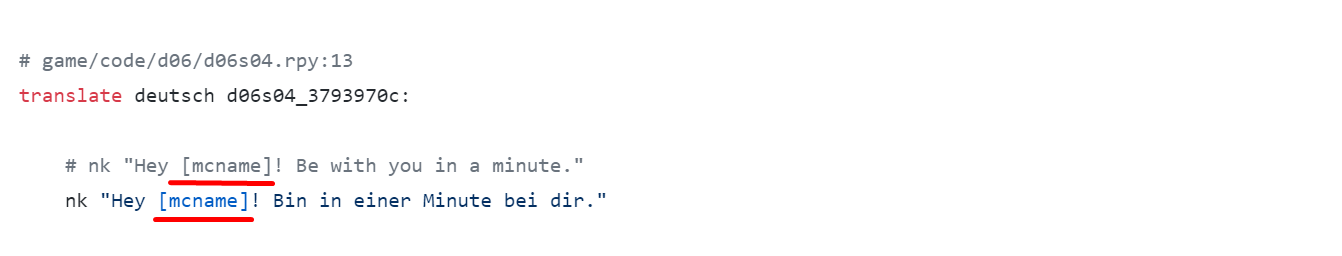 # game/code/d06/d06s04.rpy:13
translate deutsch d06s04_3793970c:
# nk "Hey [mcname]! Be with you in a minute."
nk "Hey [mcname]! Bin in einer Minute bei dir."